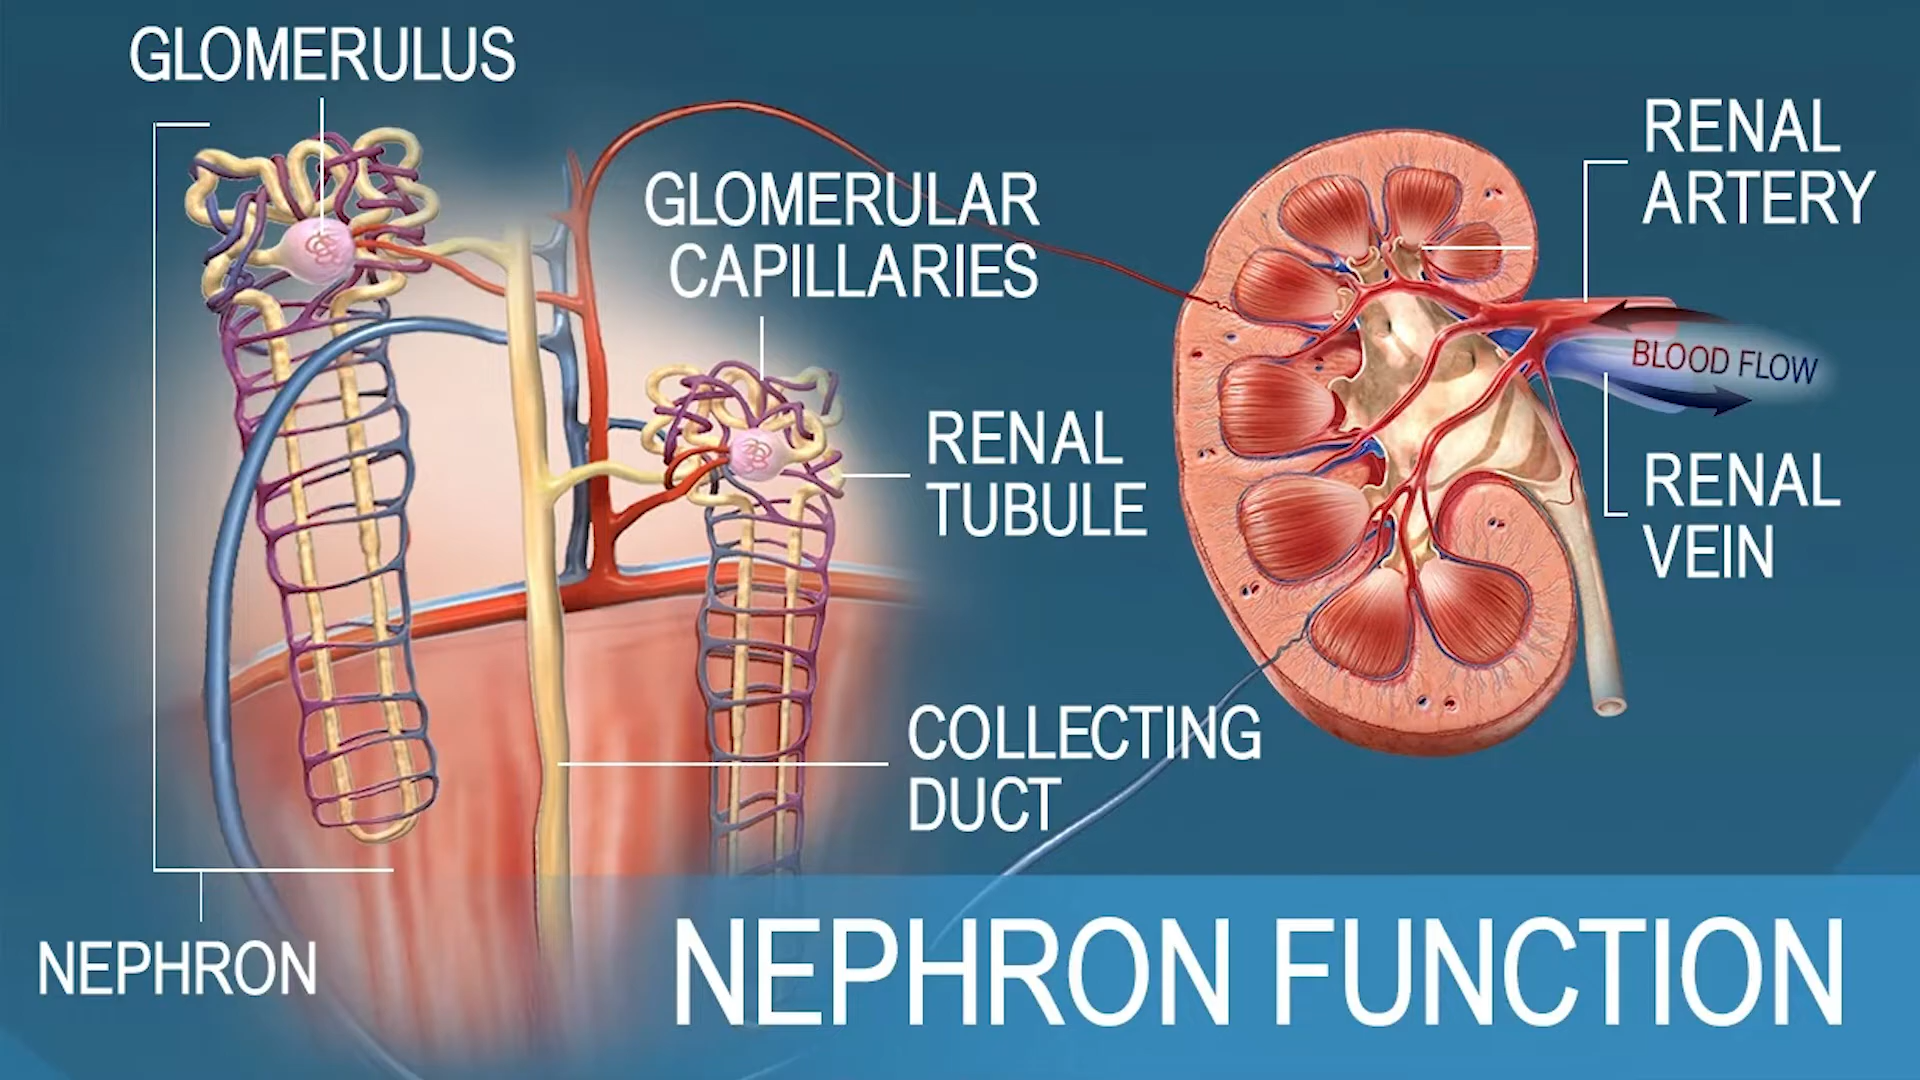 GLOMERULUS
GLOMERULAR
CAPILLARIES
RENAL
ARTERY
BLOOD FLOW
RENAL
TUBULE
RENAL
VEIN
COLLECTING
DUCT
NEPHRON
NEPHRON FUNCTION